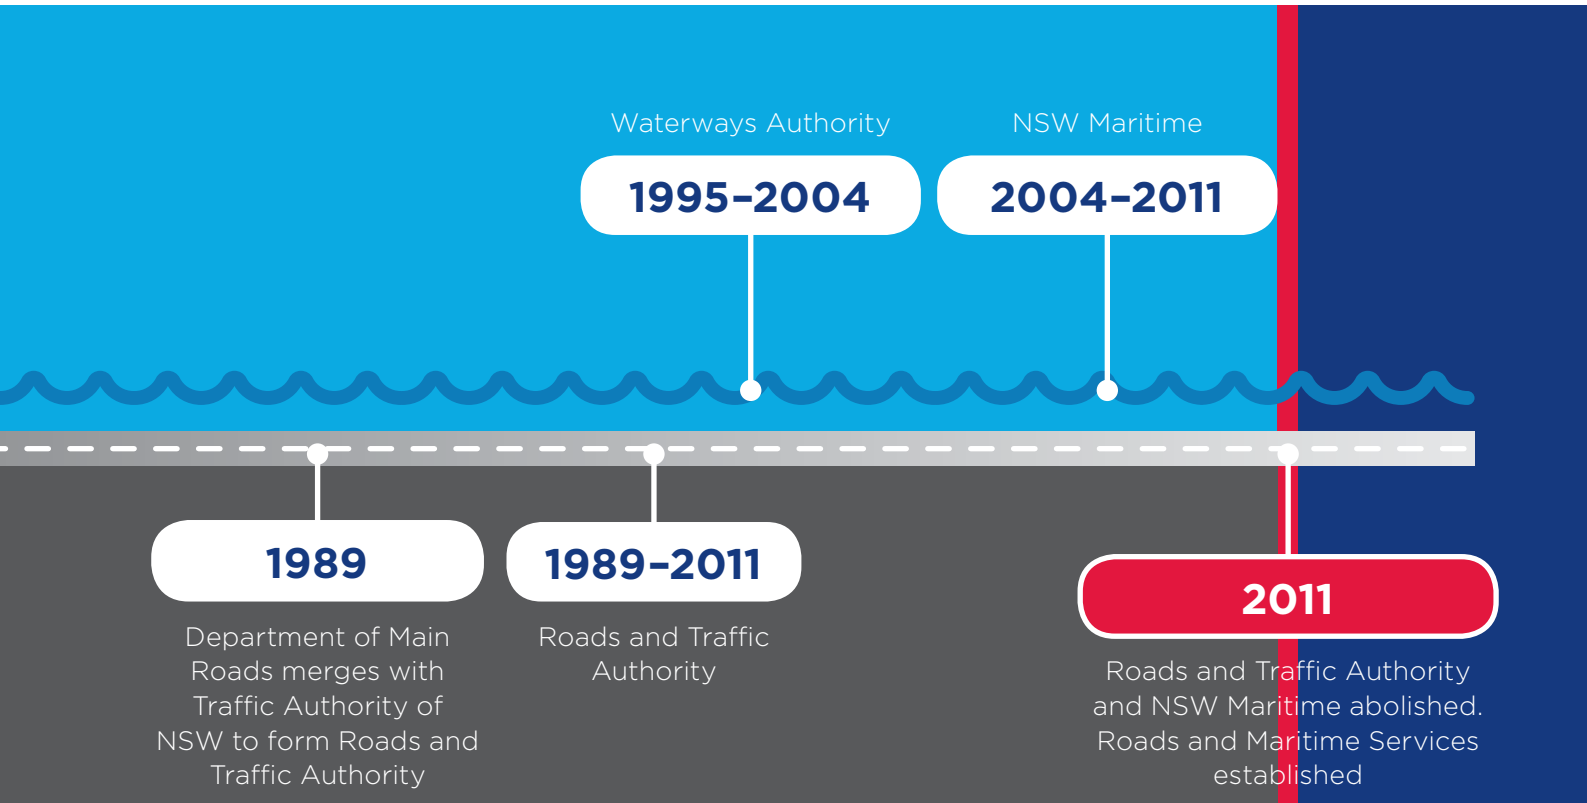 Waterways Authority
1995–2004
NSW Maritime
2004–2011
1989
Department of Main
Roads merges with
Traffic Authority of
NSW to form Roads and
Traffic Authority
1989–2011
Roads and Traffic
Authority
2011
Roads and Traffic Authority
and NSW Maritime abolished.
Roads and Maritime Services
established